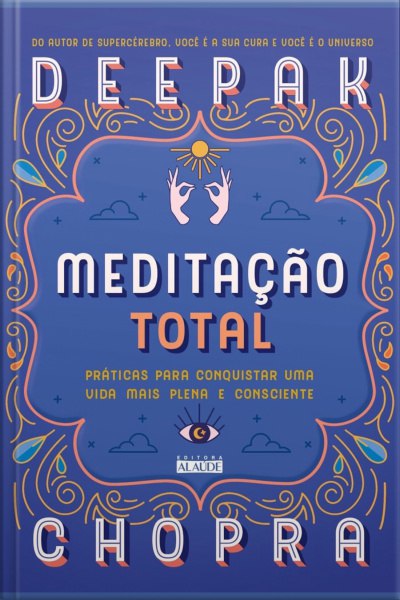 DO AUTOR DE SUPERCÉREBRO, VOCÊ É A SUA CURA E VOCÊ É O UNIVERSO
DEEPAK
MEDITAÇÃO
TOTAL
PRÁTICAS PARA CONQUISTAR UMA
VIDA MAIS PLENA E CONSCIENTE
EDITORA
ALAÚDE
CHOPRA